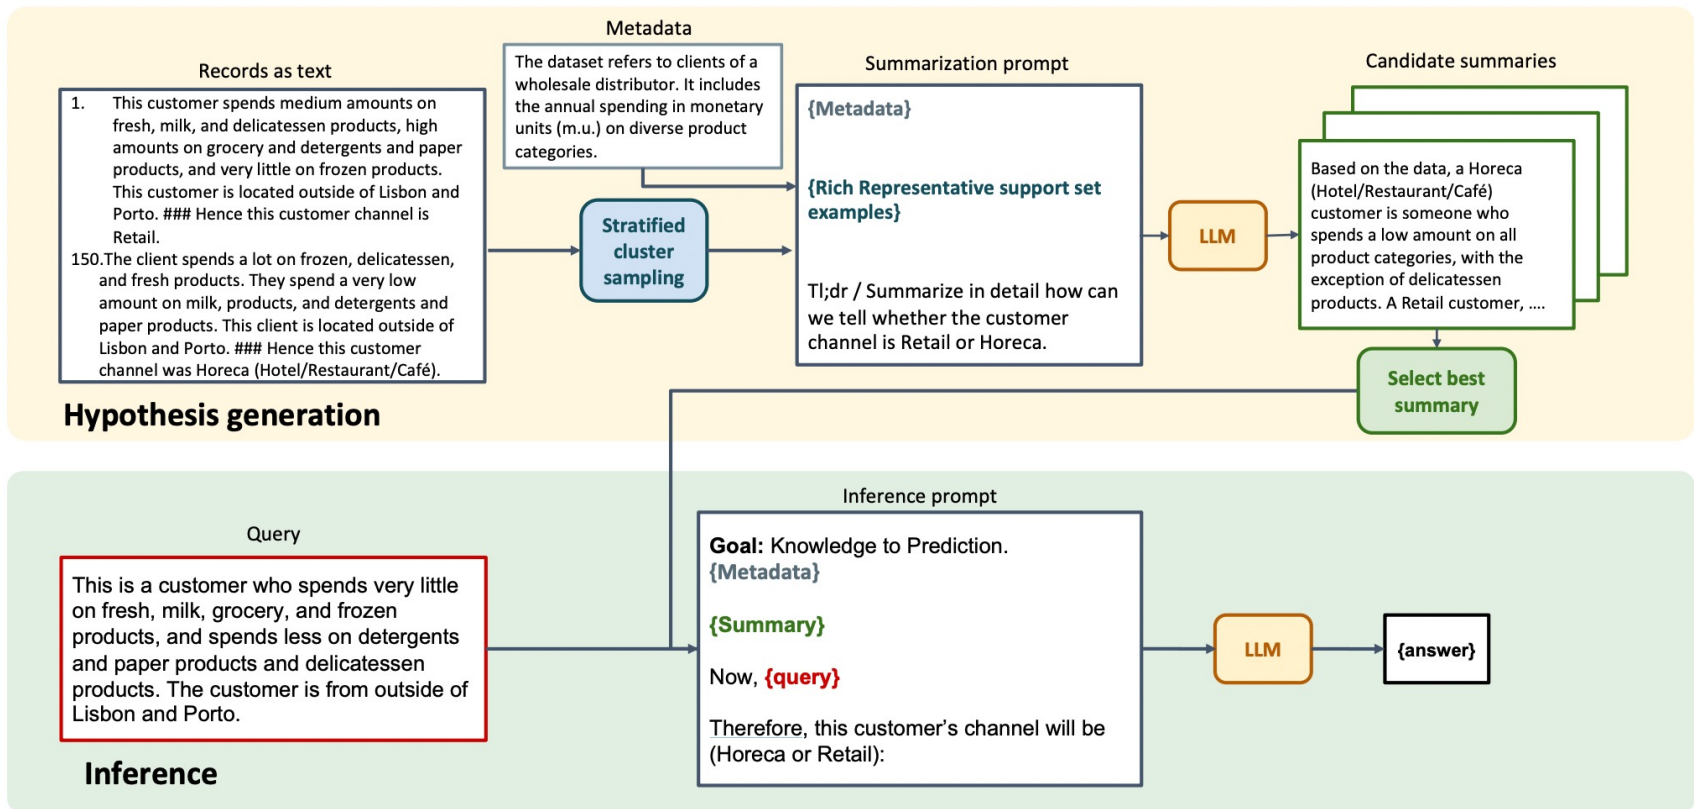 Metadata
Records as text
The dataset refers to clients of a
wholesale distributor. It includes
the annual spending in monetary
units (m.u.) on diverse product
categories.
1. This customer spends medium amounts on
fresh, milk, and delicatessen products, high
amounts on grocery and detergents and paper
products, and very little on frozen products.
This customer is located outside of Lisbon and
Porto. ### Hence this customer channel is
Retail.
150.The client spends a lot on frozen, delicatessen,
and fresh products. They spend a very low
amount on milk, products, and detergents and
paper products. This client is located outside of
Lisbon and Porto. ### Hence this customer
channel was Horeca (Hotel/Restaurant/Café).
Stratified
cluster
sampling
Summarization prompt
{Metadata}
{Rich Representative support set
examples}
Tl;dr / Summarize in detail how can
we tell whether the customer
channel is Retail or Horeca.
LLM
Candidate summaries
Based on the data, a Horeca
(Hotel/Restaurant/Café)
customer is someone who
spends a low amount on all
product categories, with the
exception of delicatessen
products. A Retail customer, ....
Select best
summary
Hypothesis generation
Query
This is a customer who spends very little
on fresh, milk, grocery, and frozen
products, and spends less on detergents
and paper products and delicatessen
products. The customer is from outside of
Lisbon and Porto.
Inference prompt
Goal: Knowledge to Prediction.
{Metadata}
{Summary}
Now, {query}
Therefore, this customer’s channel will be
(Horeca or Retail):
LLM
{answer}
Inference